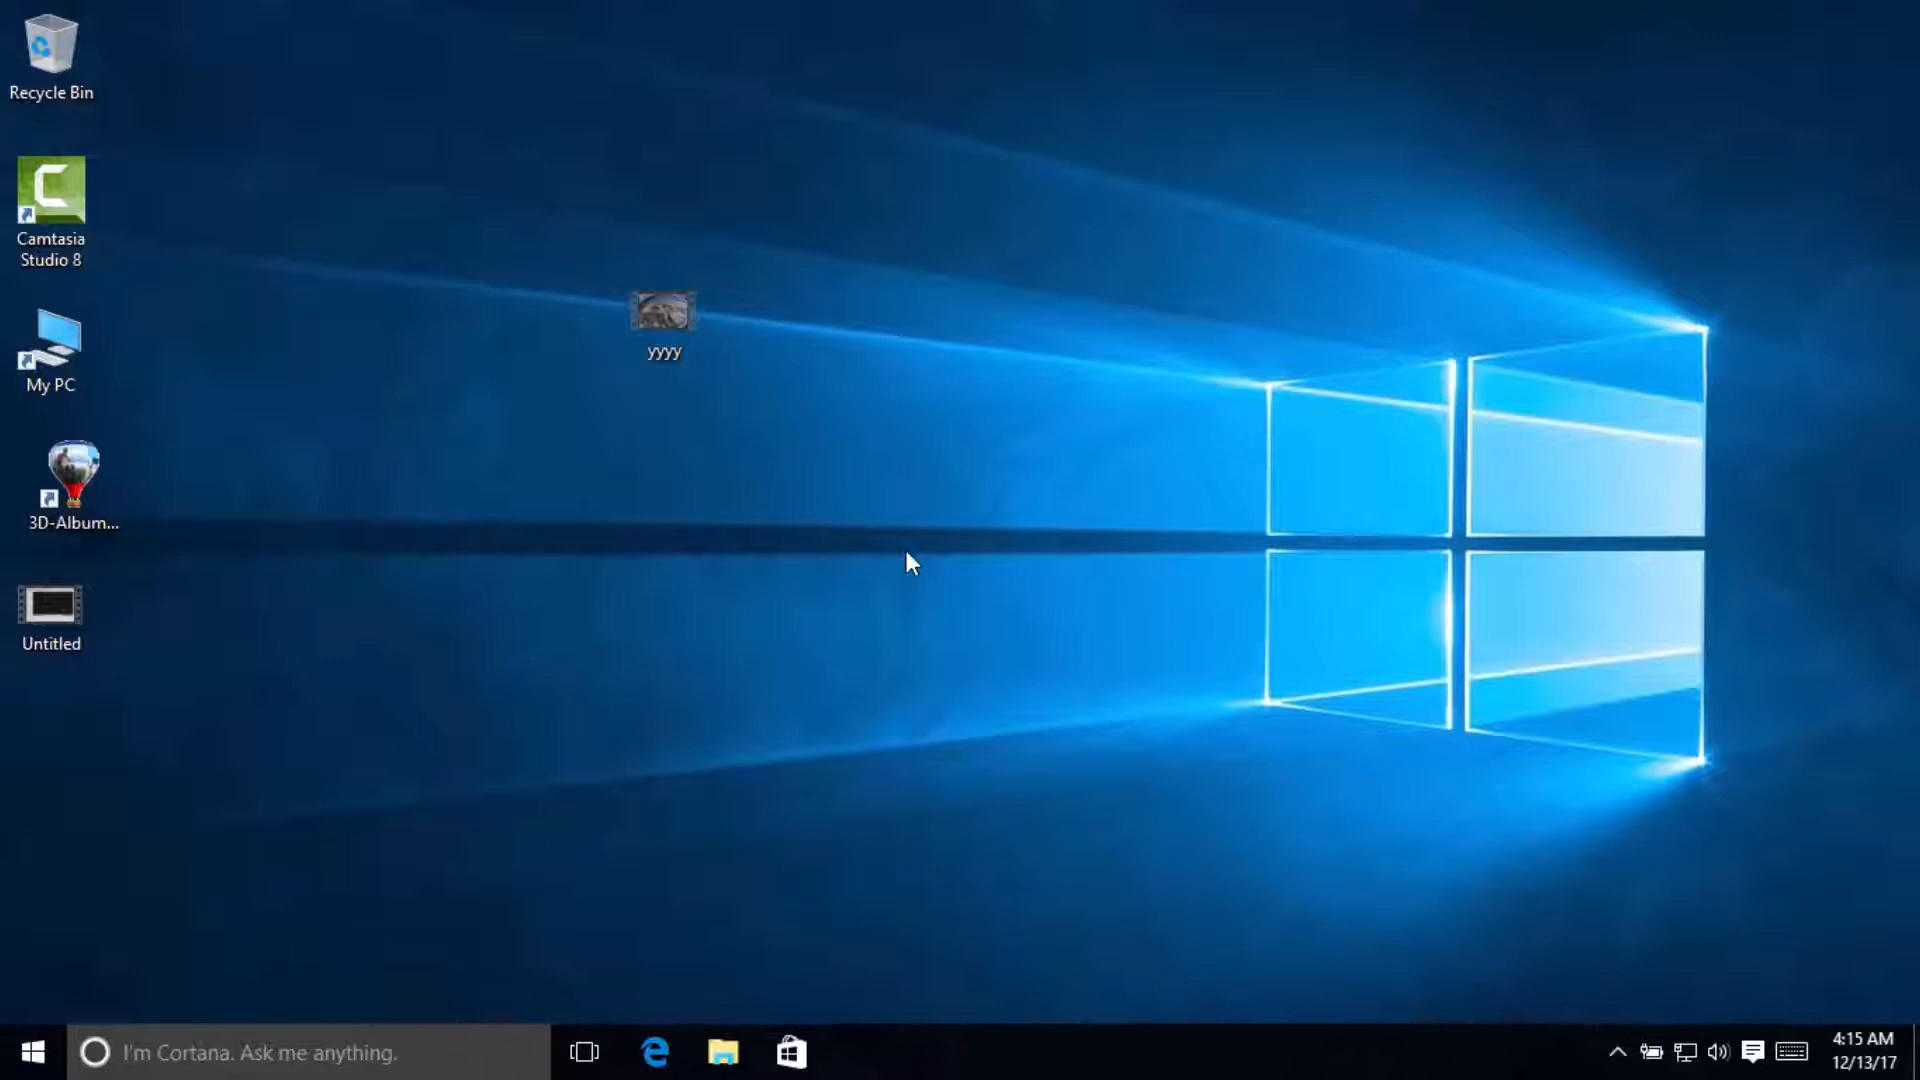 Recycle Bin
Camtasia
Studio 8
My PC
3D-Album...
Untitled
yyyy
I'm Cortana. Ask me anything.
4:15 AM
12/13/17